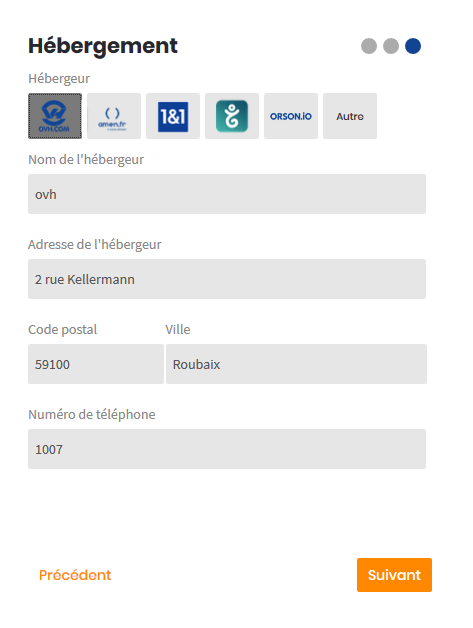 Hébergement
Hébergeur
OVH.COM amen.fr 1&1 ORSON.iO Autre
Nom de l'hébergeur
ovh
Adresse de l'hébergeur
2 rue Kellermann
Code postal Ville
59100 Roubaix
Numéro de téléphone
1007
Précédent Suivant